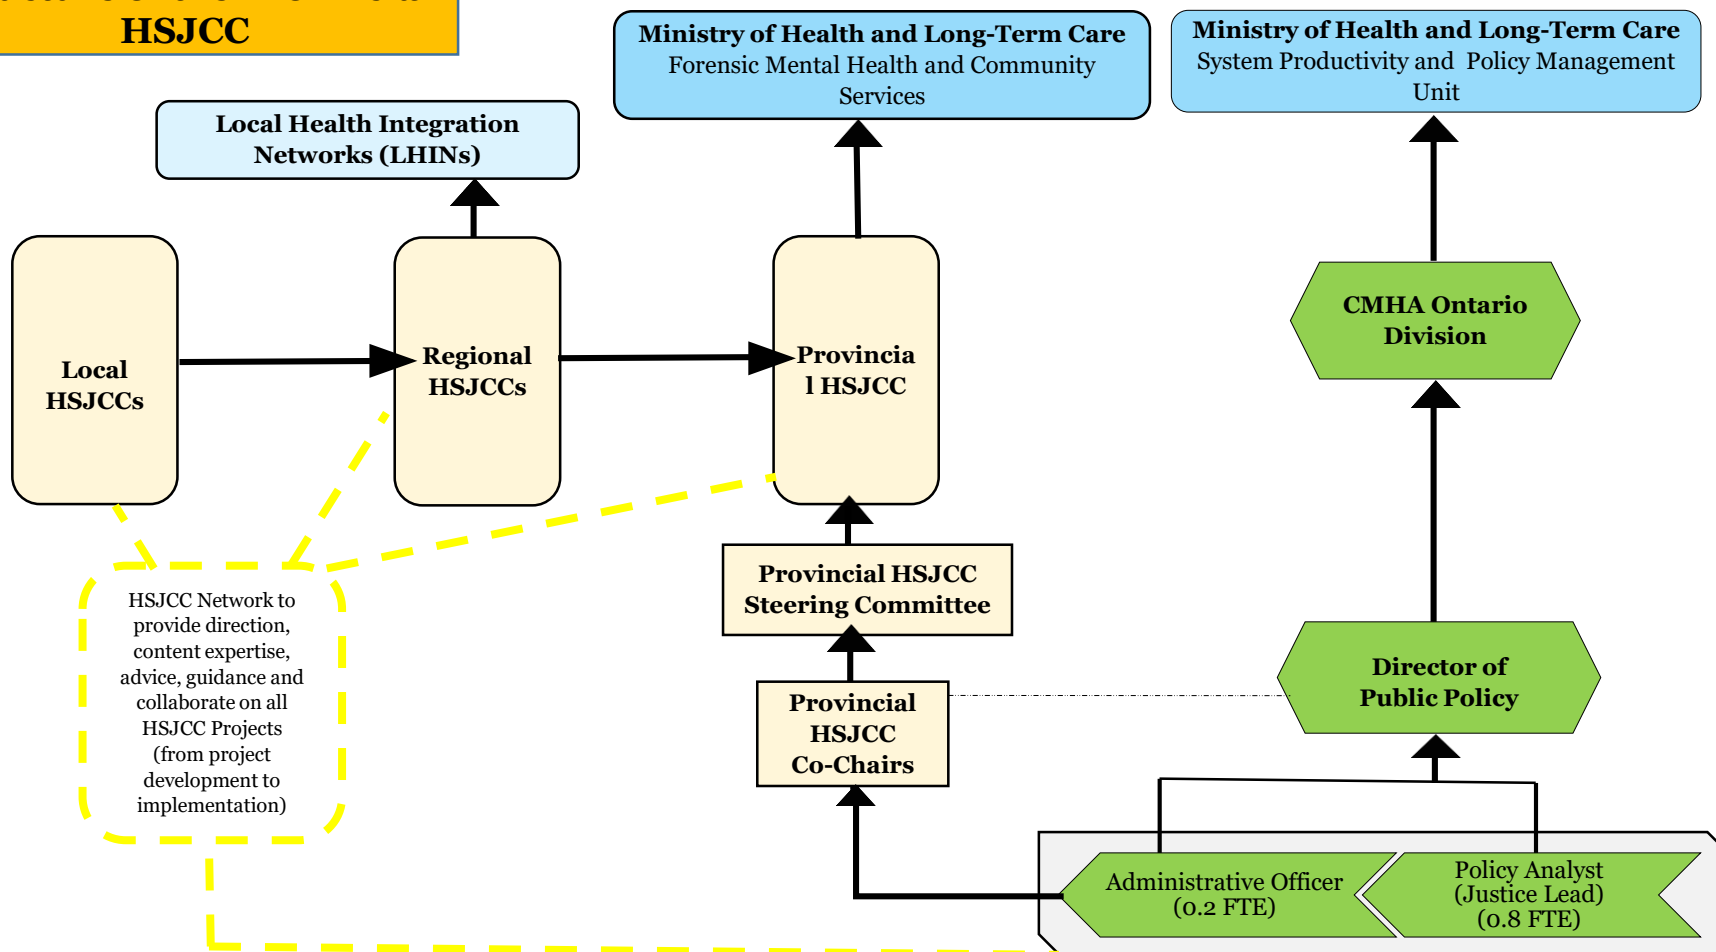 HSJCC
Ministry of Health and Long-Term Care
Forensic Mental Health and Community
Services
Ministry of Health and Long-Term Care
System Productivity and Policy Management
Unit
Local Health Integration
Networks (LHINs)
Local
HSJCCs
Regional
HSJCCs
Provincia
l HSJCC
CMHA Ontario
Division
Provincial HSJCC
Steering Committee
HSJCC Network to
provide direction,
content expertise,
advice, guidance and
collaborate on all
HSJCC Projects
(from project
development to
implementation)
Provincial
HSJCC
Co-Chairs
Director of
Public Policy
Administrative Officer
(0.2 FTE)
Policy Analyst
(Justice Lead)
(0.8 FTE)